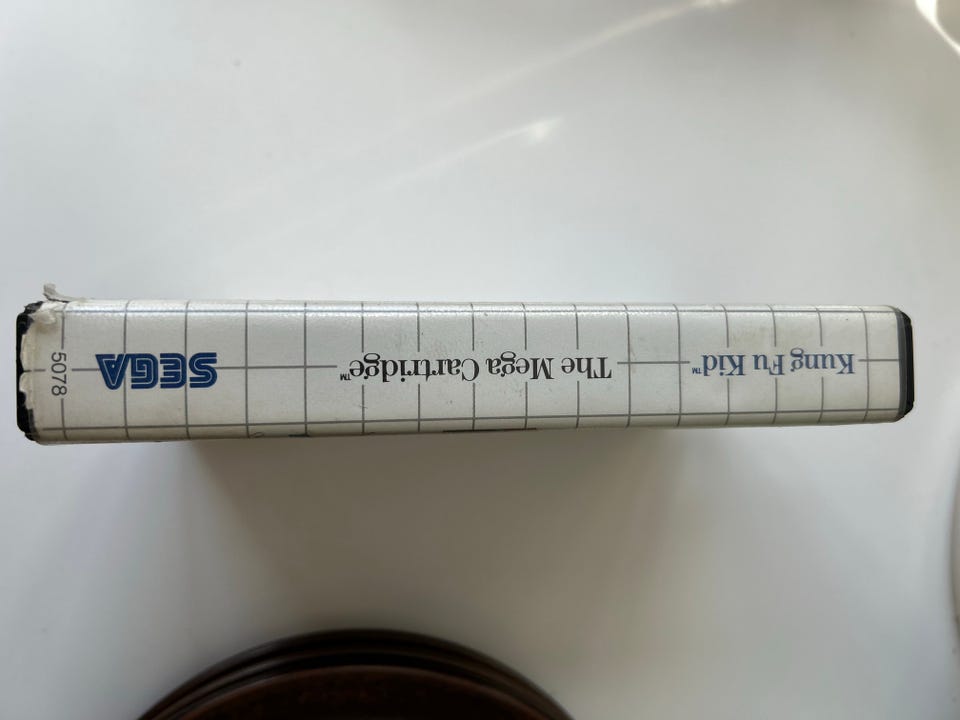 Kung Fu Kid™
The Mega Cartridge™
SEGA
5078